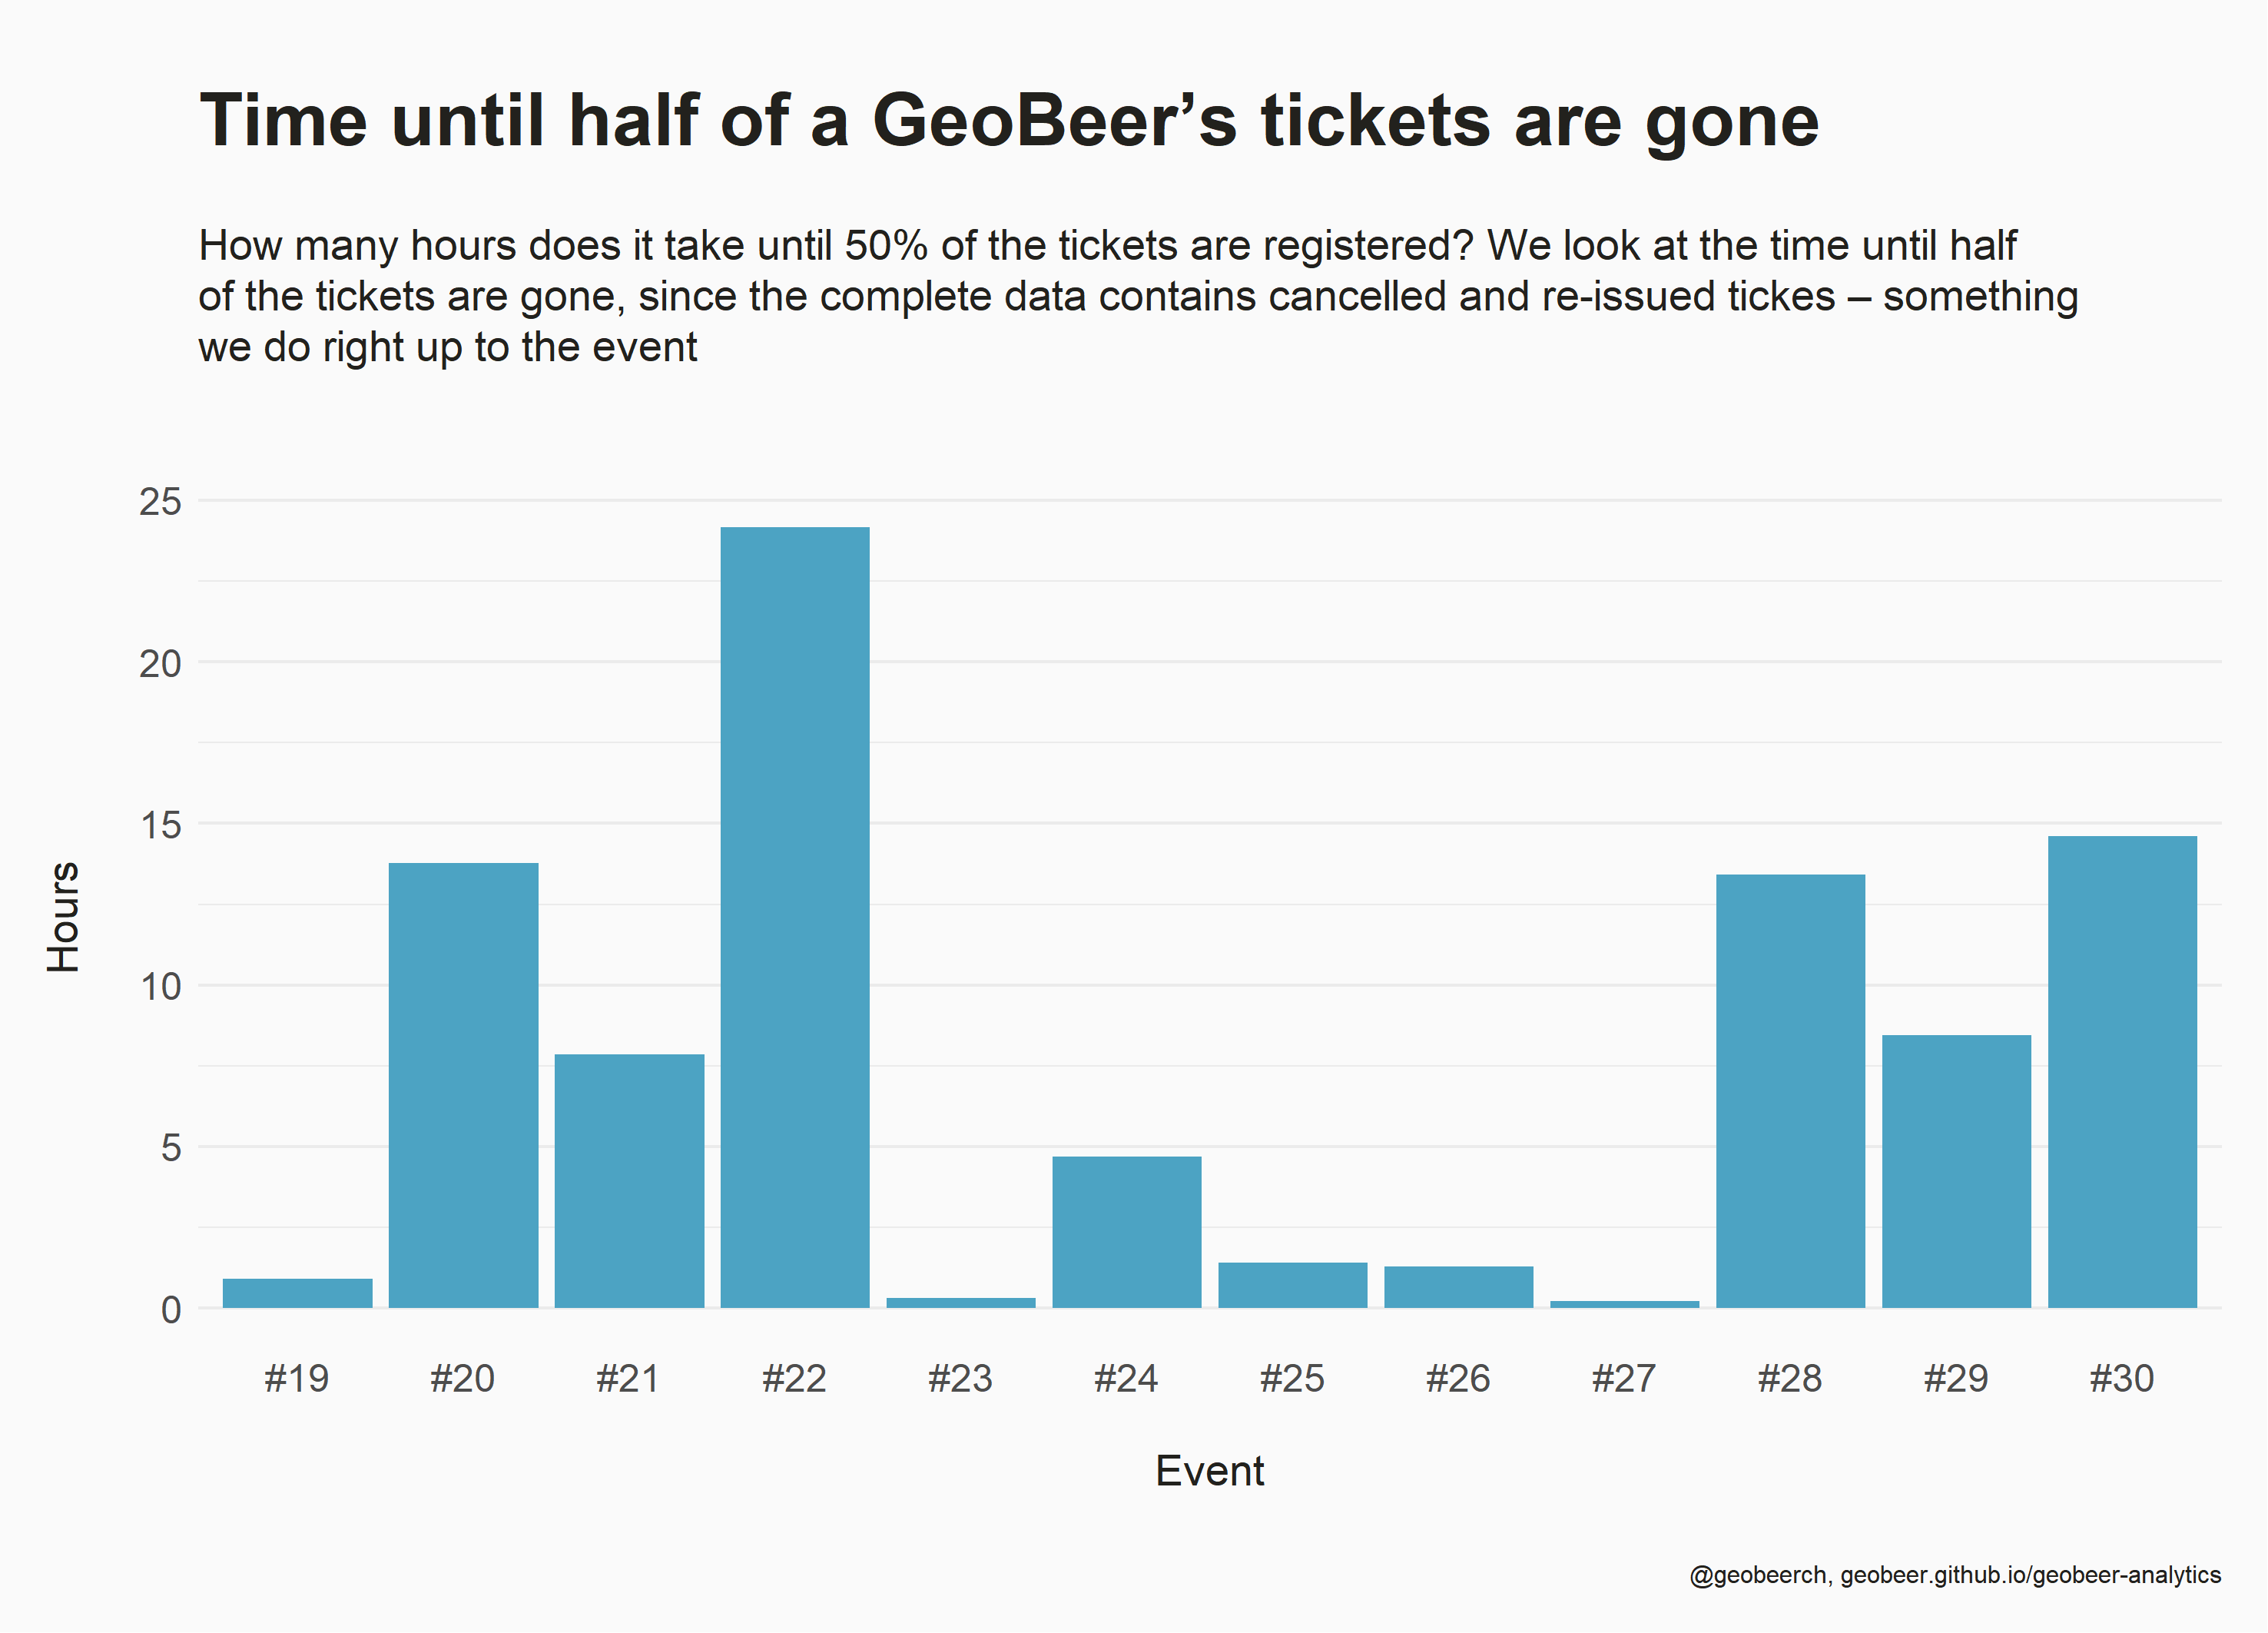 Time until half of a GeoBeer’s tickets are gone
How many hours does it take until 50% of the tickets are registered? We look at the time until half
of the tickets are gone, since the complete data contains cancelled and re-issued tickes – something
we do right up to the event
25
20
15
10
5
0
Hours
#19 #20 #21 #22 #23 #24 #25 #26 #27 #28 #29 #30
Event
@geobeerch, geobeer.github.io/geobeer-analytics